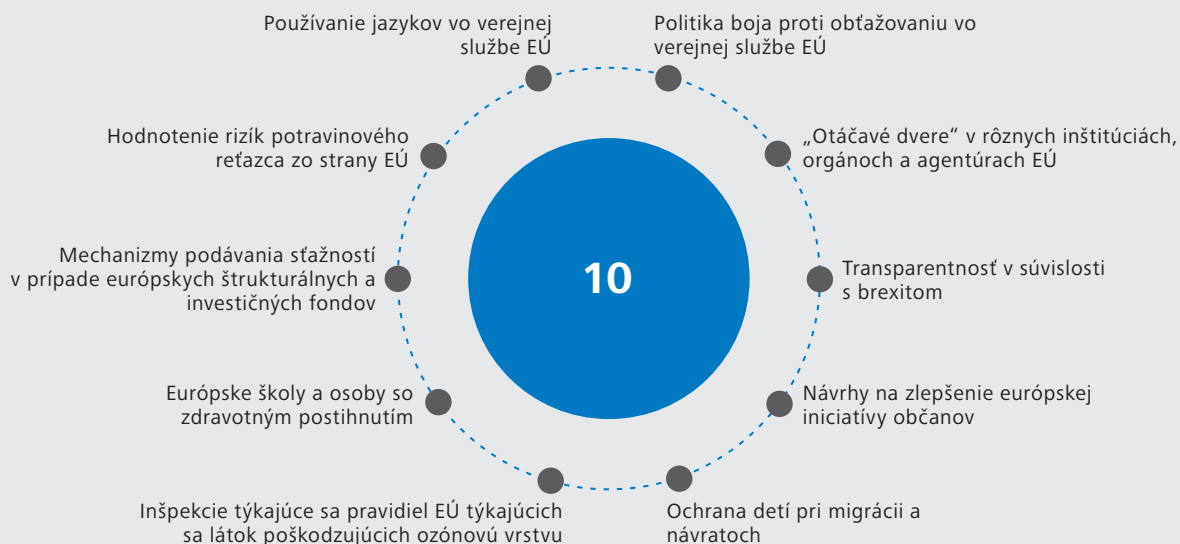 Používanie jazykov vo verejnej
službe EÚ
Politika boja proti obťažovaniu vo
verejnej službe EÚ
Hodnotenie rizík potravinového
reťazca zo strany EÚ
„Otáčavé dvere“ v rôznych inštitúciách,
orgánoch a agentúrach EÚ
Mechanizmy podávania sťažností
v prípade európskych štrukturálnych a
investičných fondov
10
Transparentnosť v súvislosti
s brexitom
Európske školy a osoby so
zdravotným postihnutím
Návrhy na zlepšenie európskej
iniciatívy občanov
Inšpekcie týkajúce sa pravidiel EÚ týkajúcich
sa látok poškodzujúcich ozónovú vrstvu
Ochrana detí pri migrácii a
návratoch